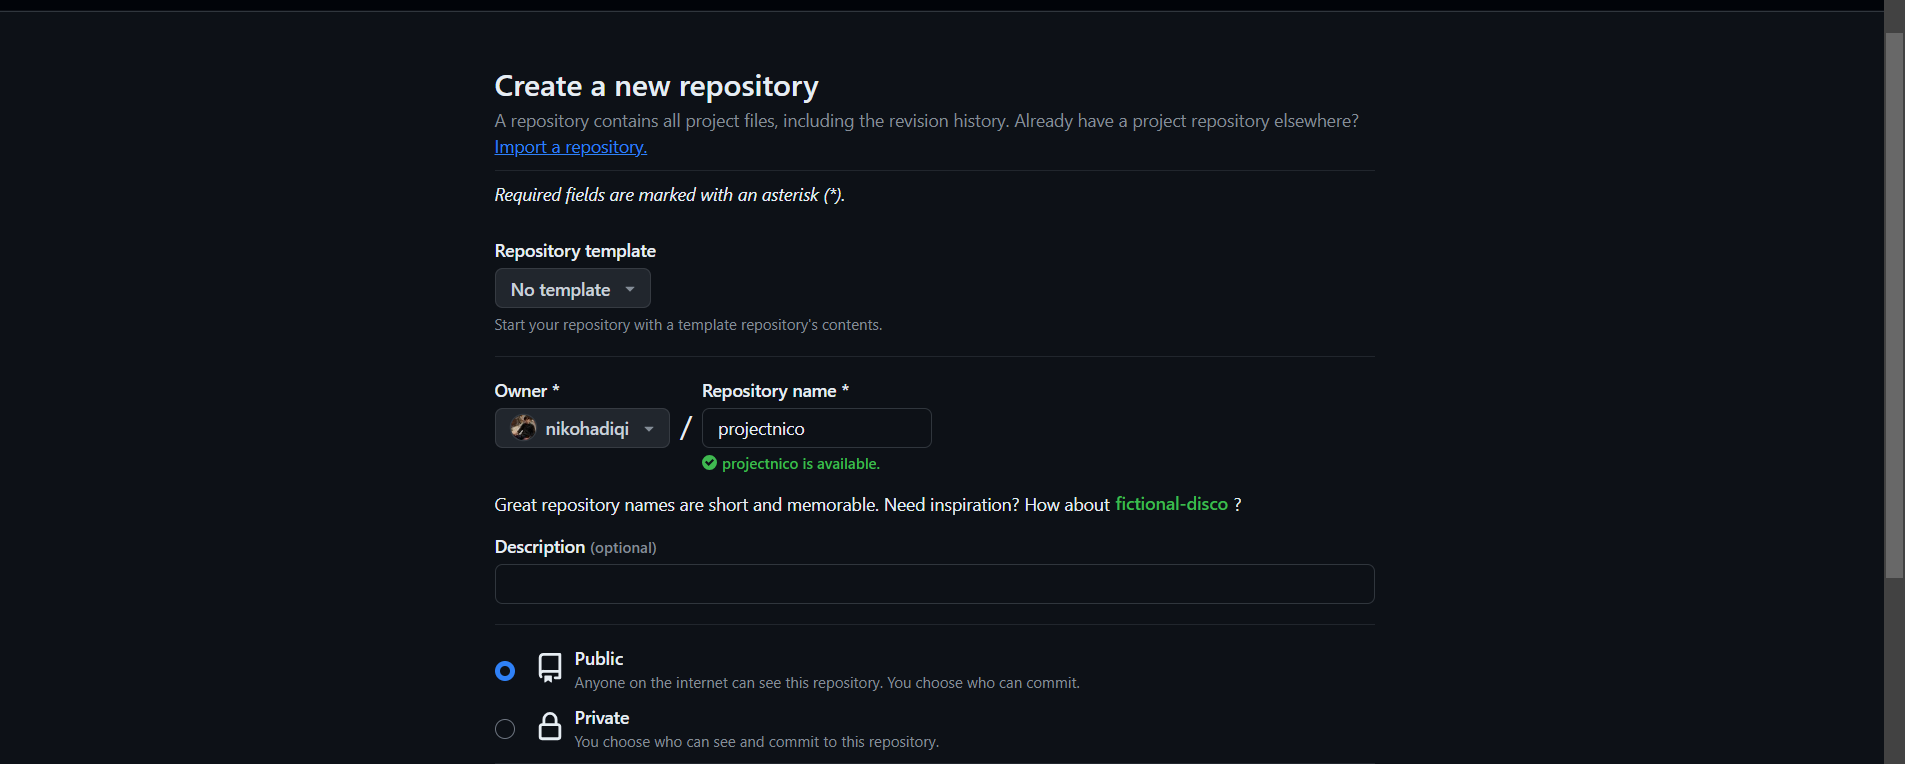 Create a new repository
A repository contains all project files, including the revision history. Already have a project repository elsewhere?
Import a repository.
Required fields are marked with an asterisk (*).
Repository template
No template
Start your repository with a template repository's contents.
Owner *
Repository name *
nikohadiqi
/
projectnico
projectnico is available.
Great repository names are short and memorable. Need inspiration? How about fictional-disco ?
Description (optional)
Public
Anyone on the internet can see this repository. You choose who can commit.
Private
You choose who can see and commit to this repository.